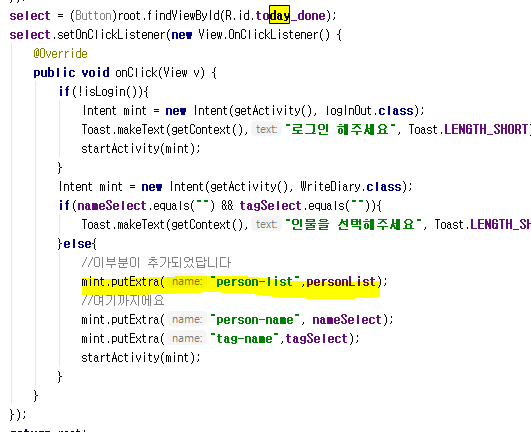 });
select = (Button)root.findViewById(R.id.today_done);
select.setOnClickListener(new View.OnClickListener() {
@Override
public void onClick(View v) {
if(!isLogin()){
Intent mint = new Intent(getActivity(), logInOut.class);
Toast.makeText(getContext(), text: "로그인 해주세요", Toast.LENGTH_SHORT)
startActivity(mint);
}
Intent mint = new Intent(getActivity(), WriteDiary.class);
if(nameSelect.equals("") && tagSelect.equals("")){
Toast.makeText(getContext(), text: "인물을 선택해주세요", Toast.LENGTH_SH
}else{
//이부분이 추가되었답니다
mint.putExtra( name: "person-list",personList);
//여기까지에요
mint.putExtra( name: "person-name", nameSelect);
mint.putExtra( name: "tag-name",tagSelect);
startActivity(mint);
}
}
});